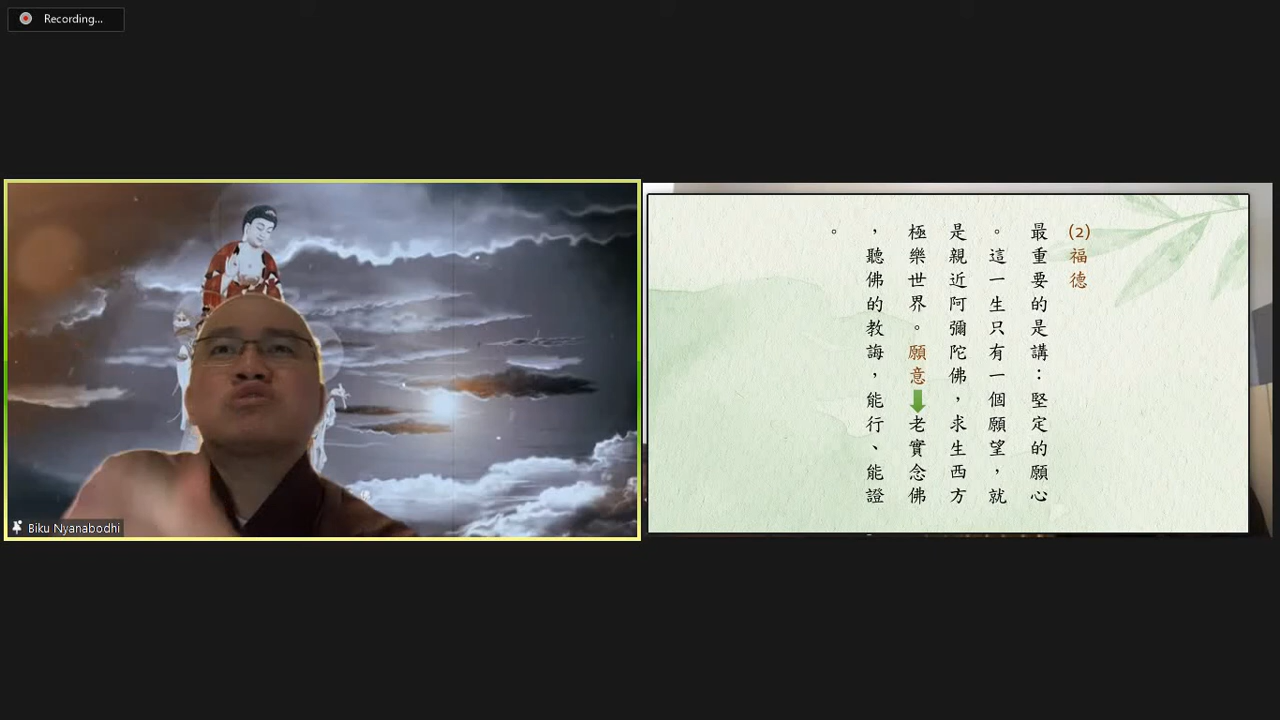 Recording...
Biku Nyanabodhi
(2)福德
最重要的是講：堅定的願心
。這一生只有一個願望，就
是親近阿彌陀佛，求生西方
極樂世界。願意⬇老實念佛
，聽佛的教誨，能行、能證
。